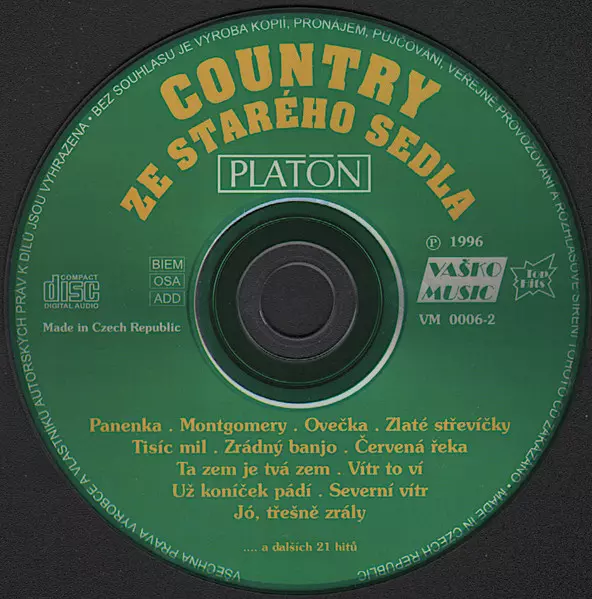 VŠECHNA PRÁVA VÝROBCE A VLASTNÍKŮ AUTORSKÝCH PRÁV K DÍLU JSOU VYHRAZENA • BEZ SOUHLASU JE VÝROBA KOPIÍ, PRONÁJEM, PŮJČOVÁNÍ, VEŘEJNÉ PROVOZOVÁNÍ A ROZHLASOVÉ ŠÍŘENÍ TOHOTO CD ZAKÁZÁNO • MADE IN CZECH REPUBLIC
COUNTRY
ZE STARÉHO SEDLA
PLATÓN
℗ 1996
VAŠKO
MUSIC
Top
Hits
VM 0006-2
COMPACT
disc
DIGITAL AUDIO
BIEM
OSA
ADD
Made in Czech Republic
Panenka . Montgomery . Ovečka . Zlaté střevíčky
Tisíc mil . Zrádný banjo . Červená řeka
Ta zem je tvá zem . Vítr to ví
Už koníček pádí . Severní vítr
Jó, třešně zrály
.... a dalších 21 hitů